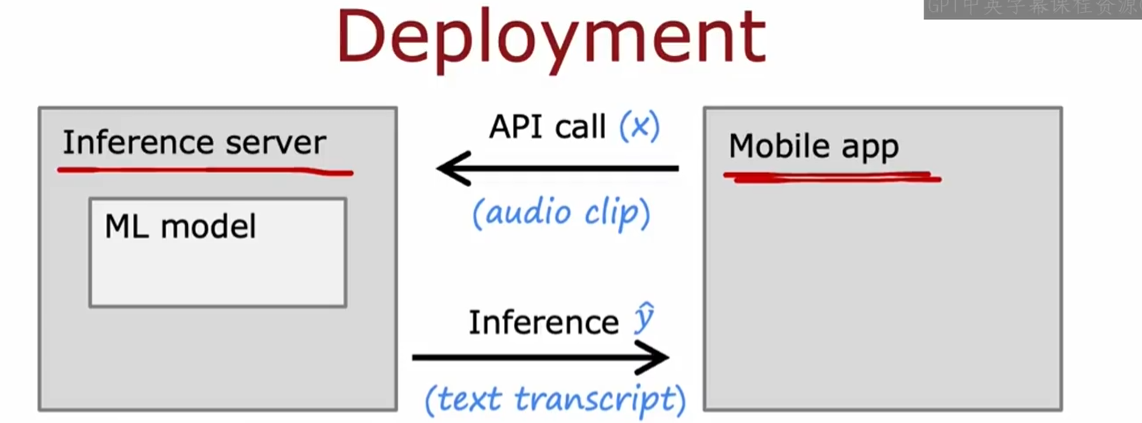 GPT中英字幕课程资源
Deployment
Inference server
ML model
API call (x)
(audio clip)
Inference ŷ
(text transcript)
Mobile app